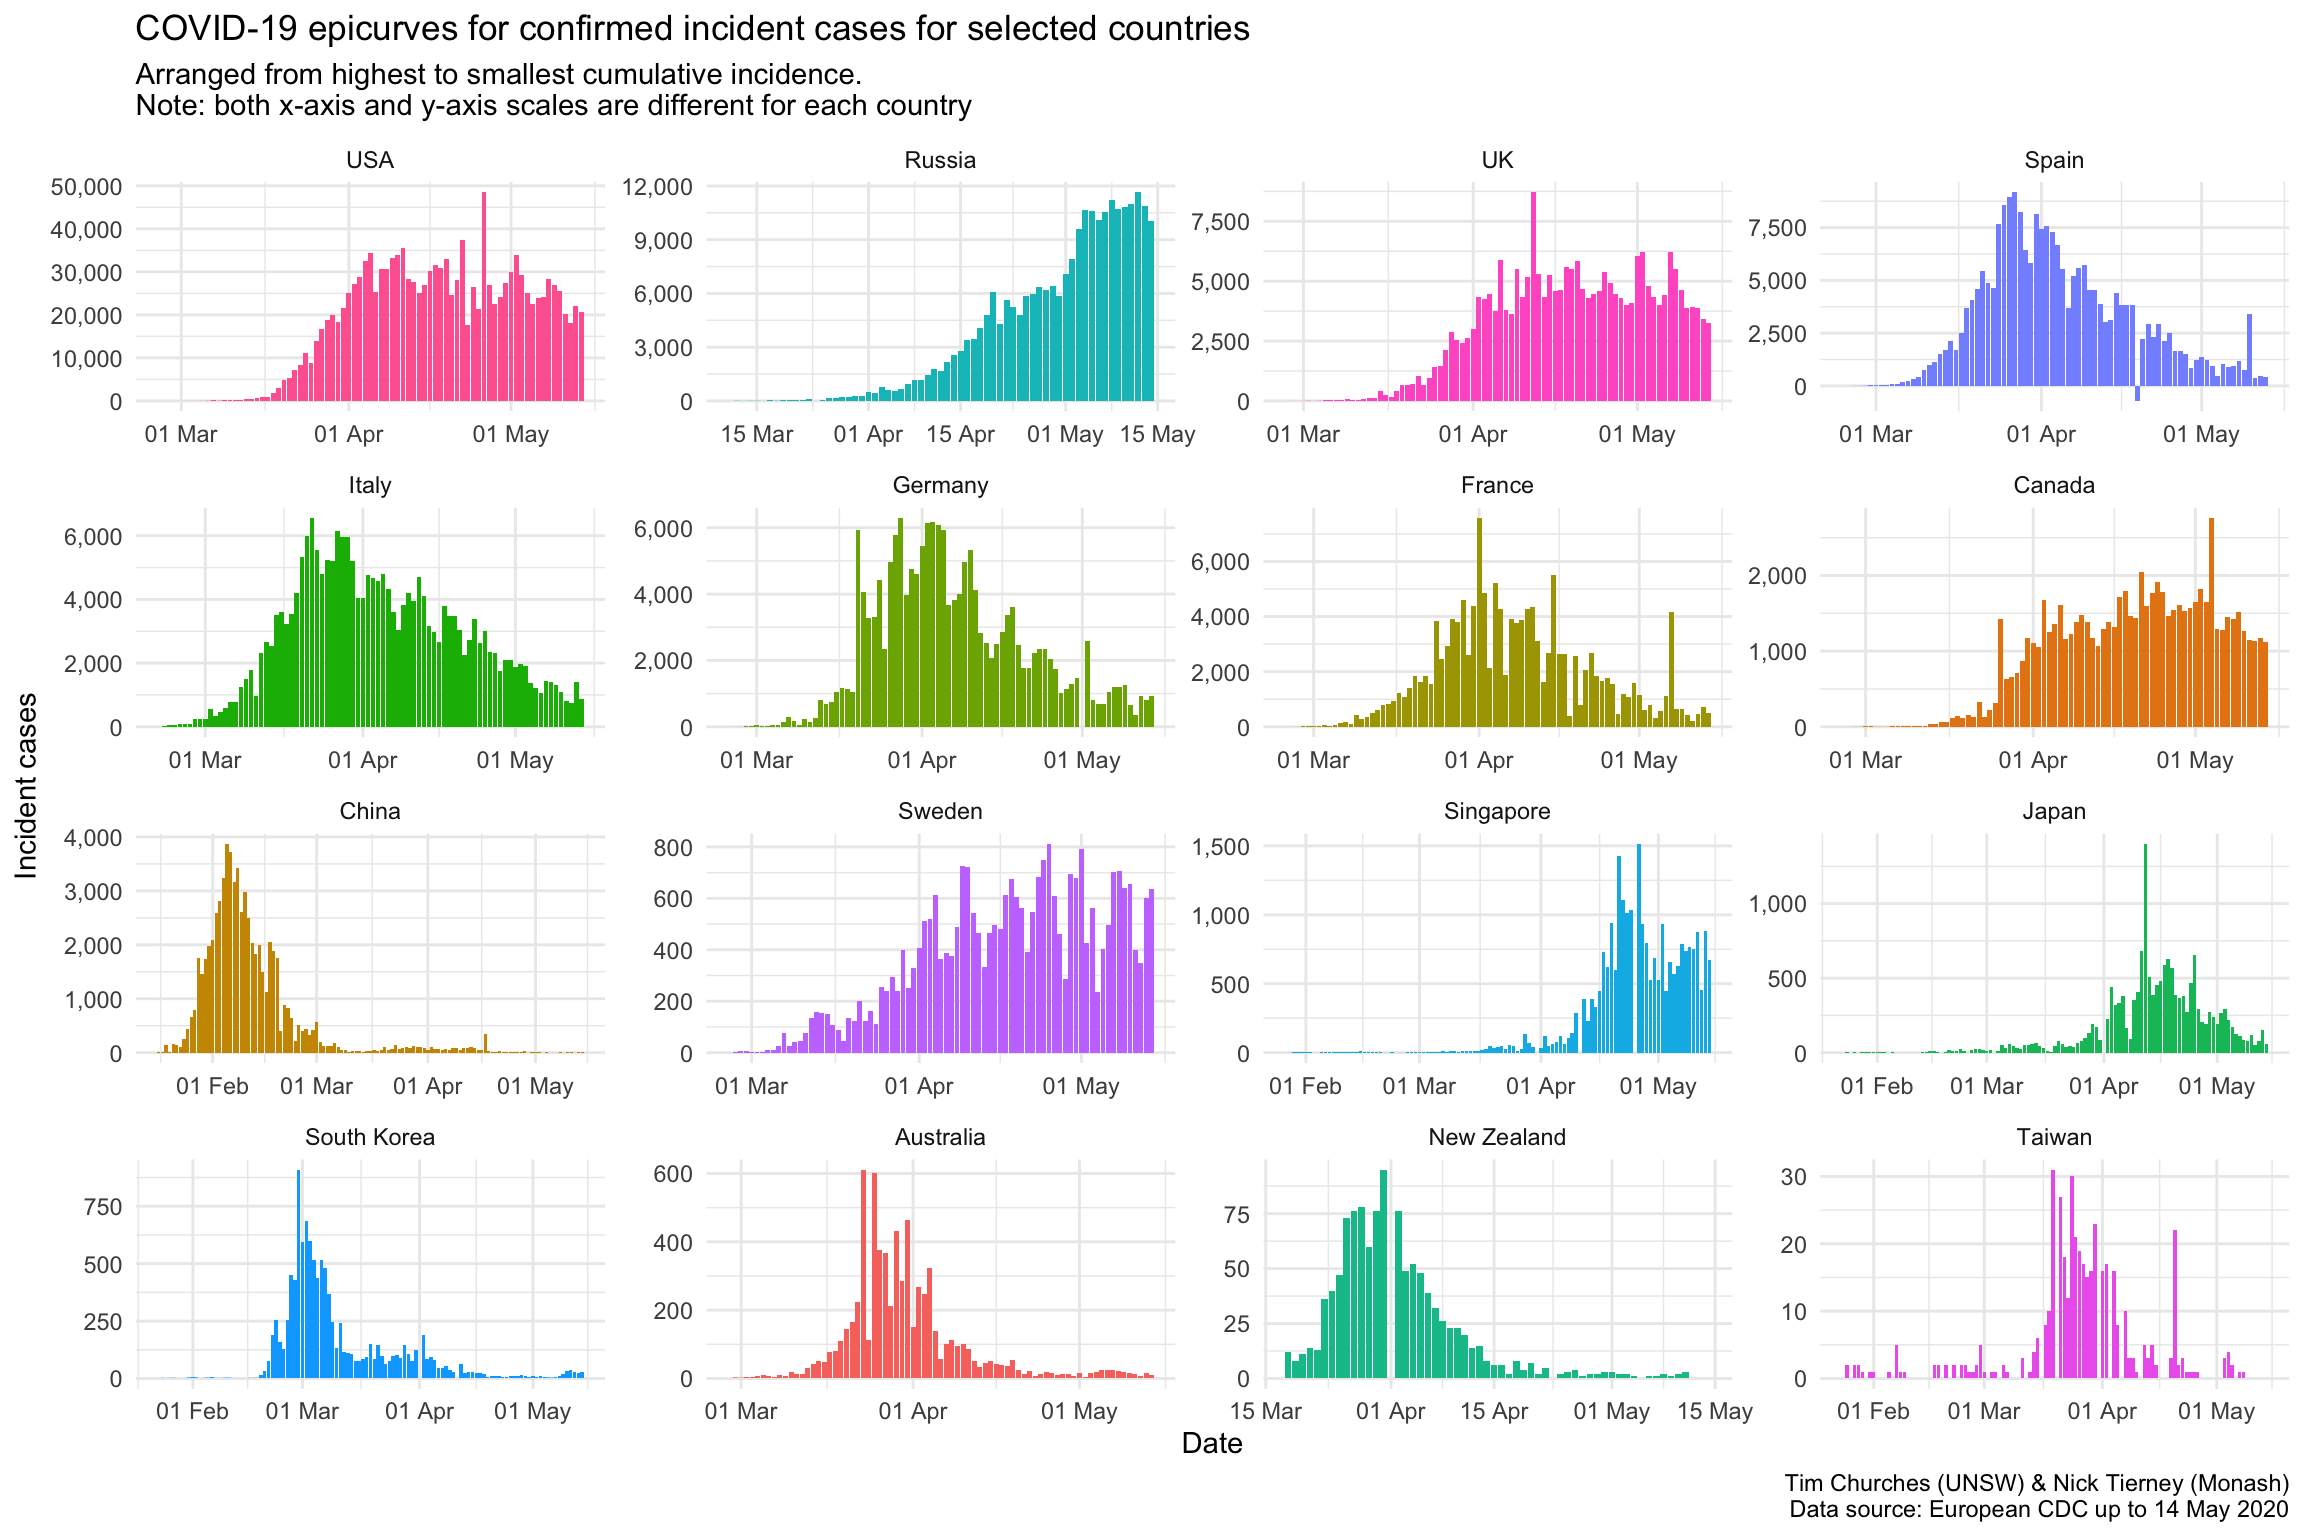 COVID-19 epicurves for confirmed incident cases for selected countries
Arranged from highest to smallest cumulative incidence.
Note: both x-axis and y-axis scales are different for each country
USA
50,000
40,000
30,000
20,000
10,000
0
01 Mar 01 Apr 01 May
Russia
12,000
9,000
6,000
3,000
0
15 Mar 01 Apr 15 Apr 01 May 15 May
UK
7,500
5,000
2,500
0
01 Mar 01 Apr 01 May
Spain
7,500
5,000
2,500
0
01 Mar 01 Apr 01 May
Incident cases
Italy
6,000
4,000
2,000
0
01 Mar 01 Apr 01 May
Germany
6,000
4,000
2,000
0
01 Mar 01 Apr 01 May
France
6,000
4,000
2,000
0
01 Mar 01 Apr 01 May
Canada
2,000
1,000
0
01 Mar 01 Apr 01 May
China
4,000
3,000
2,000
1,000
0
01 Feb 01 Mar 01 Apr 01 May
Sweden
800
600
400
200
0
01 Mar 01 Apr 01 May
Singapore
1,500
1,000
500
0
01 Feb 01 Mar 01 Apr 01 May
Japan
1,000
500
0
01 Feb 01 Mar 01 Apr 01 May
South Korea
750
500
250
0
01 Feb 01 Mar 01 Apr 01 May
Australia
600
400
200
0
01 Mar 01 Apr 01 May
New Zealand
75
50
25
0
15 Mar 01 Apr 15 Apr 01 May 15 May
Taiwan
30
20
10
0
01 Feb 01 Mar 01 Apr 01 May
Date
Tim Churches (UNSW) & Nick Tierney (Monash)
Data source: European CDC up to 14 May 2020